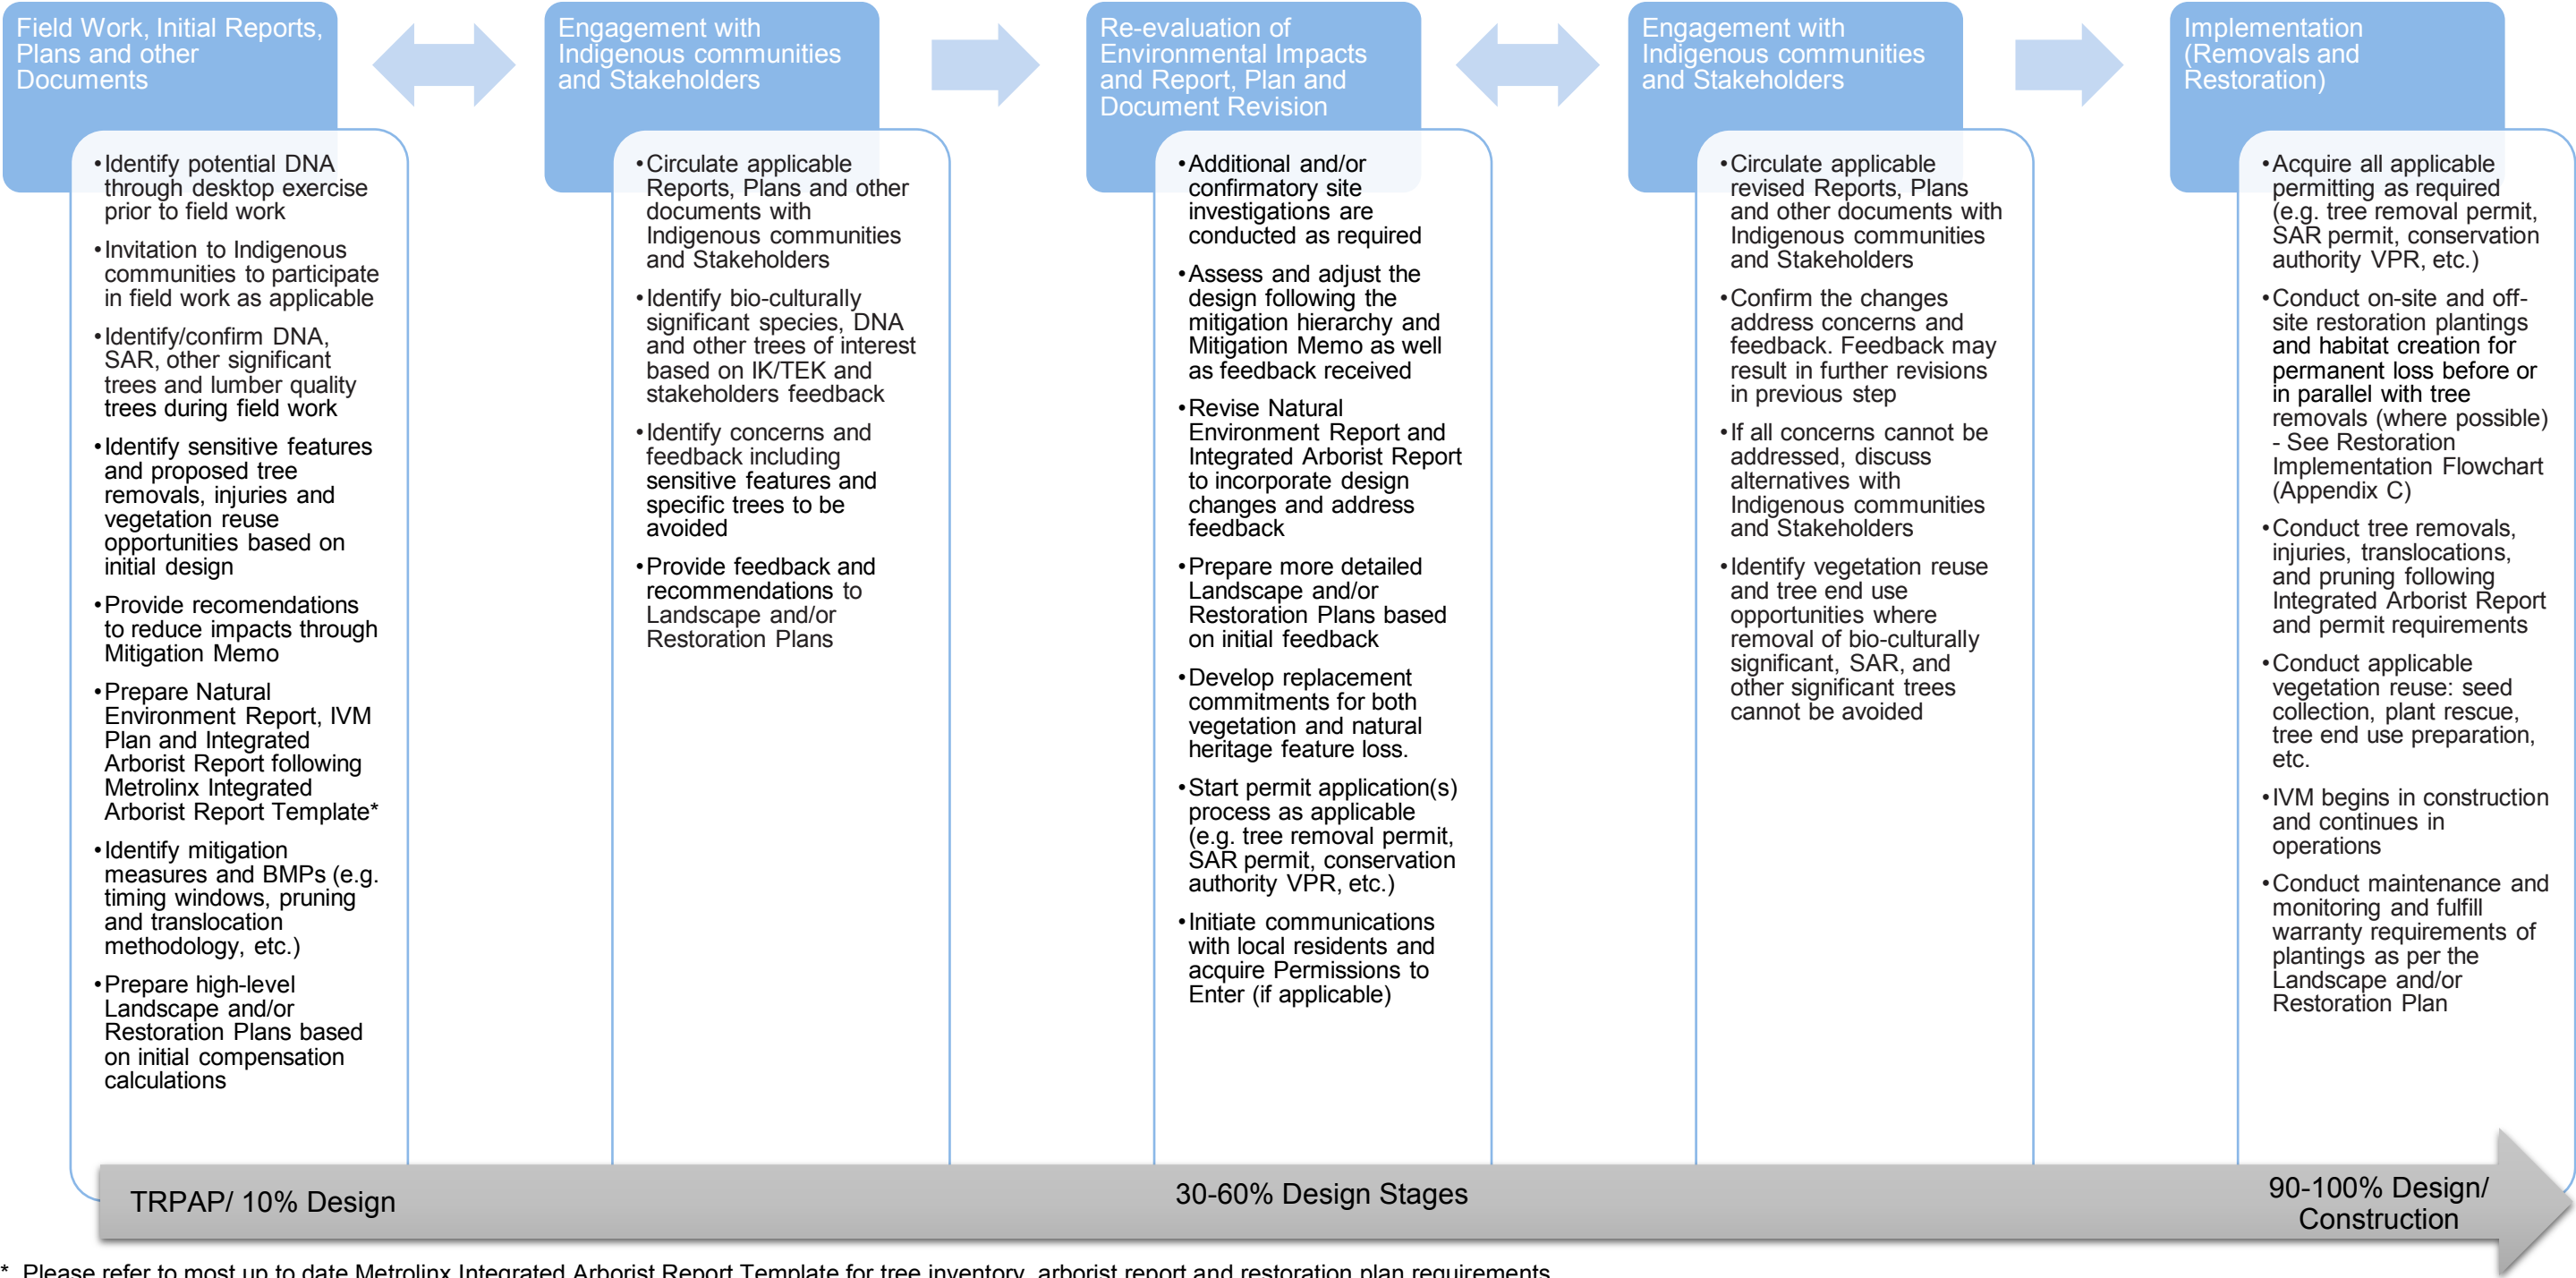 Field Work, Initial Reports,
Plans and other
Documents
•Identify potential DNA
through desktop exercise
prior to field work
•Invitation to Indigenous
communities to participate
in field work as applicable
•Identify/confirm DNA,
SAR, other significant
trees and lumber quality
trees during field work
•Identify sensitive features
and proposed tree
removals, injuries and
vegetation reuse
opportunities based on
initial design
•Provide recomendations
to reduce impacts through
Mitigation Memo
•Prepare Natural
Environment Report, IVM
Plan and Integrated
Arborist Report following
Metrolinx Integrated
Arborist Report Template*
•Identify mitigation
measures and BMPs (e.g.
timing windows, pruning
and translocation
methodology, etc.)
•Prepare high-level
Landscape and/or
Restoration Plans based
on initial compensation
calculations
Engagement with
Indigenous communities
and Stakeholders
•Circulate applicable
Reports, Plans and other
documents with
Indigenous communities
and Stakeholders
•Identify bio-culturally
significant species, DNA
and other trees of interest
based on IK/TEK and
stakeholders feedback
•Identify concerns and
feedback including
sensitive features and
specific trees to be
avoided
•Provide feedback and
recommendations to
Landscape and/or
Restoration Plans
Re-evaluation of
Environmental Impacts
and Report, Plan and
Document Revision
•Additional and/or
confirmatory site
investigations are
conducted as required
•Assess and adjust the
design following the
mitigation hierarchy and
Mitigation Memo as well
as feedback received
•Revise Natural
Environment Report and
Integrated Arborist Report
to incorporate design
changes and address
feedback
•Prepare more detailed
Landscape and/or
Restoration Plans based
on initial feedback
•Develop replacement
commitments for both
vegetation and natural
heritage feature loss.
•Start permit application(s)
process as applicable
(e.g. tree removal permit,
SAR permit, conservation
authority VPR, etc.)
•Initiate communications
with local residents and
acquire Permissions to
Enter (if applicable)
Engagement with
Indigenous communities
and Stakeholders
•Circulate applicable
revised Reports, Plans
and other documents with
Indigenous communities
and Stakeholders
•Confirm the changes
address concerns and
feedback. Feedback may
result in further revisions
in previous step
•If all concerns cannot be
addressed, discuss
alternatives with
Indigenous communities
and Stakeholders
•Identify vegetation reuse
and tree end use
opportunities where
removal of bio-culturally
significant, SAR, and
other significant trees
cannot be avoided
Implementation
(Removals and
Restoration)
•Acquire all applicable
permitting as required
(e.g. tree removal permit,
SAR permit, conservation
authority VPR, etc.)
•Conduct on-site and off-
site restoration plantings
and habitat creation for
permanent loss before or
in parallel with tree
removals (where possible)
- See Restoration
Implementation Flowchart
(Appendix C)
•Conduct tree removals,
injuries, translocations,
and pruning following
Integrated Arborist Report
and permit requirements
•Conduct applicable
vegetation reuse: seed
collection, plant rescue,
tree end use preparation,
etc.
•IVM begins in construction
and continues in
operations
•Conduct maintenance and
monitoring and fulfill
warranty requirements of
plantings as per the
Landscape and/or
Restoration Plan
TRPAP/ 10% Design
30-60% Design Stages
90-100% Design/
Construction
* Please refer to most up to date Metrolinx Integrated Arborist Report Template for tree inventory, arborist report and restoration plan requirements